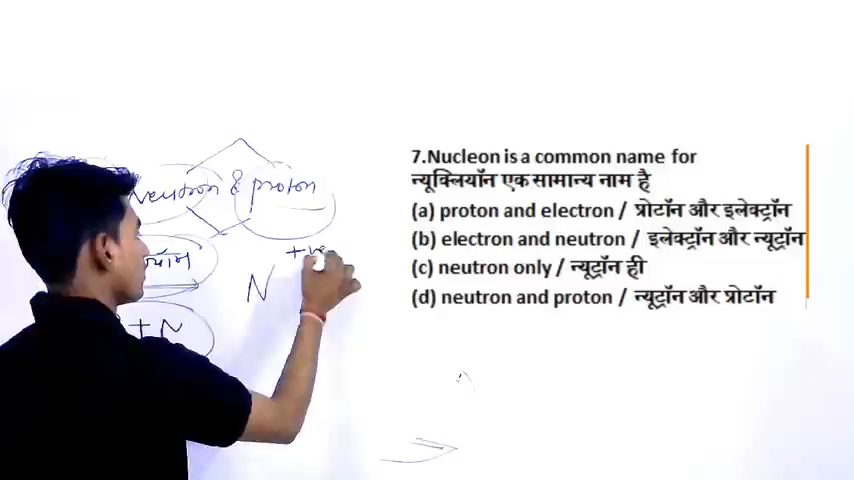 Neutron & proton
N
+ve
+ N
7.Nucleon is a common name for
न्यूक्लियॉन एक सामान्य नाम है
(a) proton and electron / प्रोटॉन और इलेक्ट्रॉन
(b) electron and neutron / इलेक्ट्रॉन और न्यूट्रॉन
(c) neutron only / न्यूट्रॉन ही
(d) neutron and proton / न्यूट्रॉन और प्रोटॉन